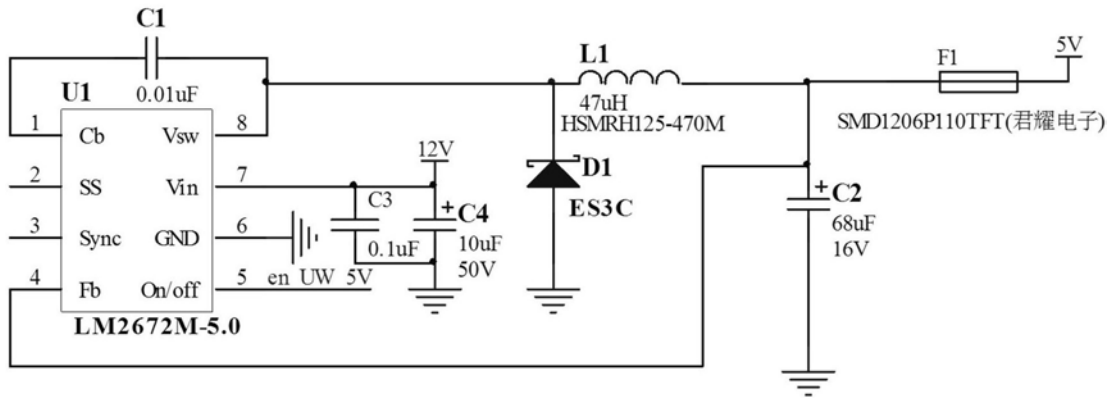 C1
0.01uF
U1
1 Cb Vsw 8
2 SS Vin 7
3 Sync GND 6
4 Fb On/off 5
LM2672M-5.0
12V
C3
0.1uF
C4
10uF
50V
en UW 5V
L1
47uH
HSMRH125-470M
D1
ES3C
C2
68uF
16V
F1
5V
SMD1206P110TFT(君耀电子)